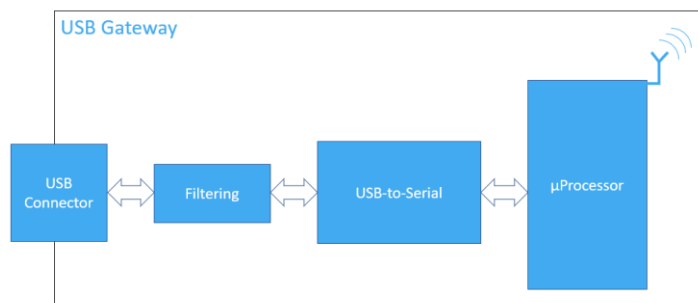 USB Gateway
USB
Connector
Filtering
USB-to-Serial
µProcessor